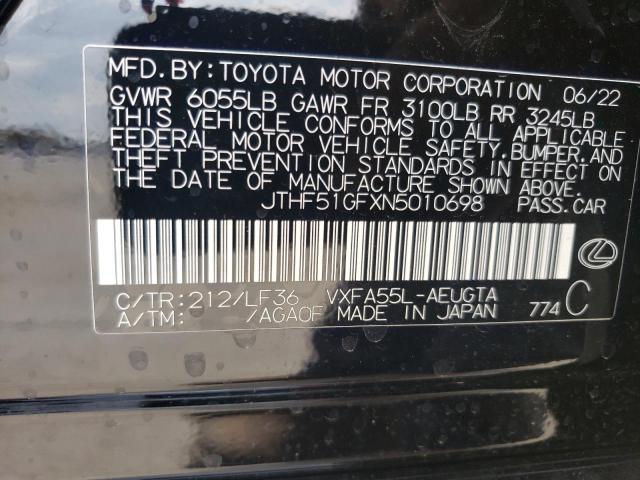 MFD. BY: TOYOTA MOTOR CORPORATION 06/22
GVWR 6055LB GAWR FR 3100LB RR 3245LB
THIS VEHICLE CONFORMS TO ALL APPLICABLE
FEDERAL MOTOR VEHICLE SAFETY, BUMPER, AND
THEFT PREVENTION STANDARDS IN EFFECT ON
THE DATE OF MANUFACTURE SHOWN ABOVE.
JTHF51GFXN5010698 PASS. CAR
C/TR: 212/LF36 VXFA55L-AEUGTA
A/TM: /AGA0F MADE IN JAPAN 774 C